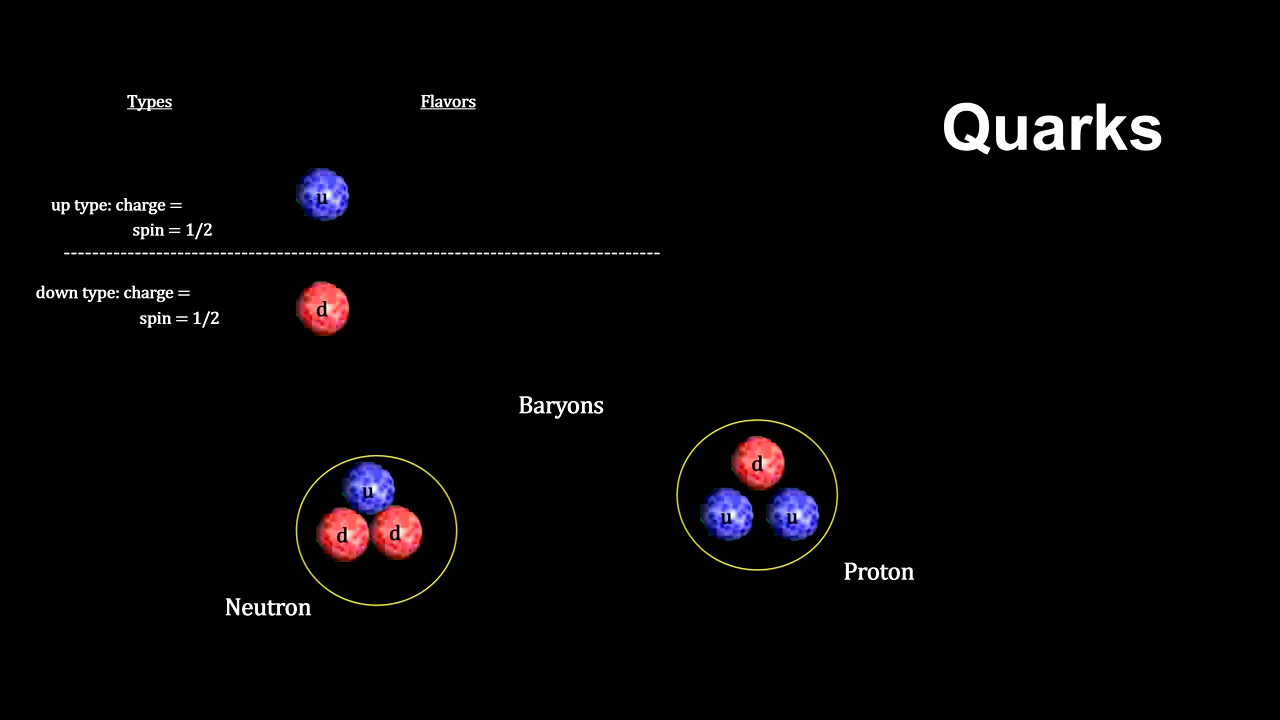 Quarks
Types Flavors
u
up type: charge =
spin = 1/2
--------------------------------------------------------------------------------------
down type: charge =
d
spin = 1/2
Baryons
d
u
u u
d d
Proton
Neutron